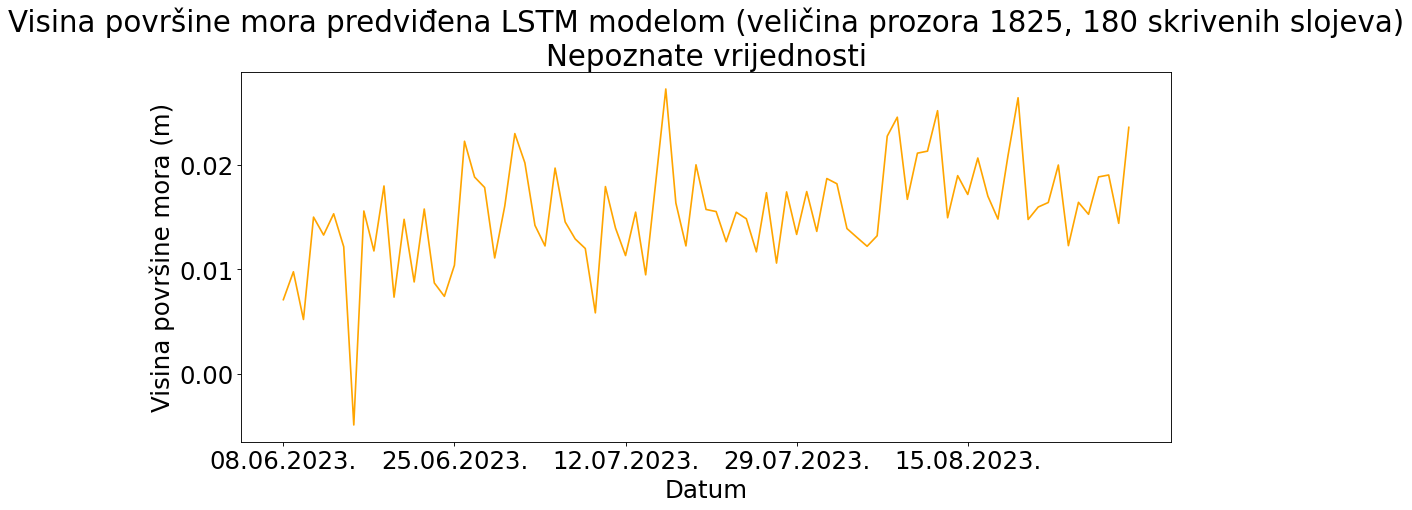 Visina površine mora predviđena LSTM modelom (veličina prozora 1825, 180 skrivenih slojeva)
Nepoznate vrijednosti
Visina površine mora (m)
0.02
0.01
0.00
08.06.2023. 25.06.2023. 12.07.2023. 29.07.2023. 15.08.2023.
Datum